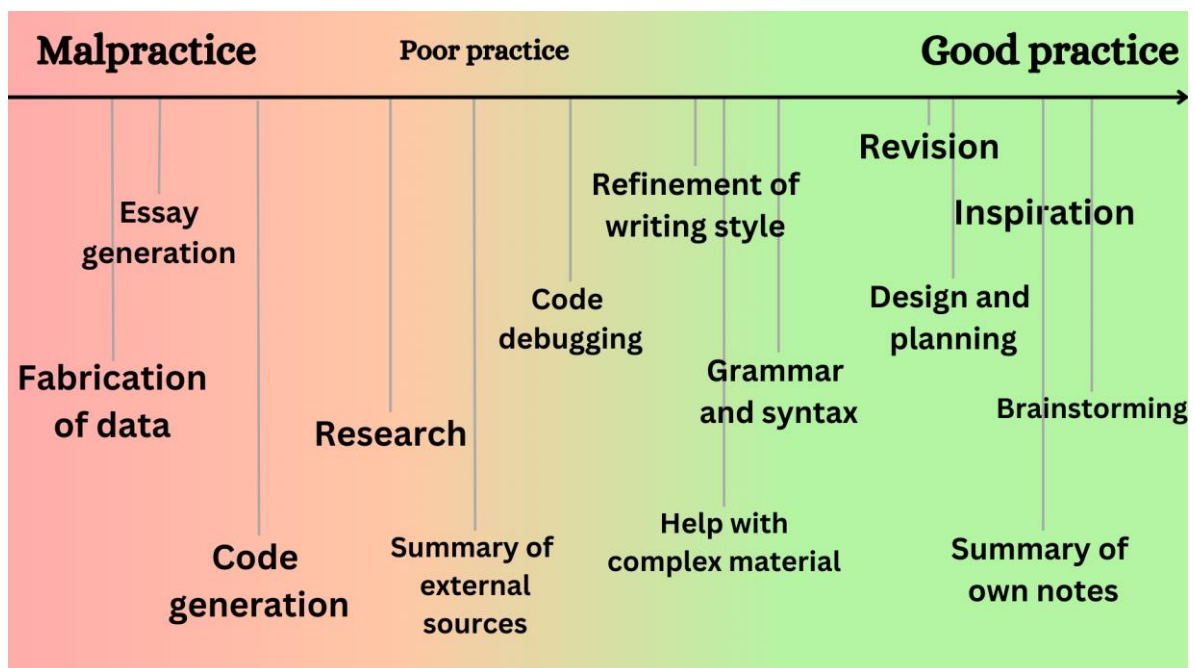 Malpractice
Poor practice
Good practice
Essay
generation
Fabrication
of data
Code
generation
Research
Summary of
external
sources
Code
debugging
Refinement of
writing style
Help with
complex material
Grammar
and syntax
Revision
Inspiration
Design and
planning
Summary of
own notes
Brainstorming